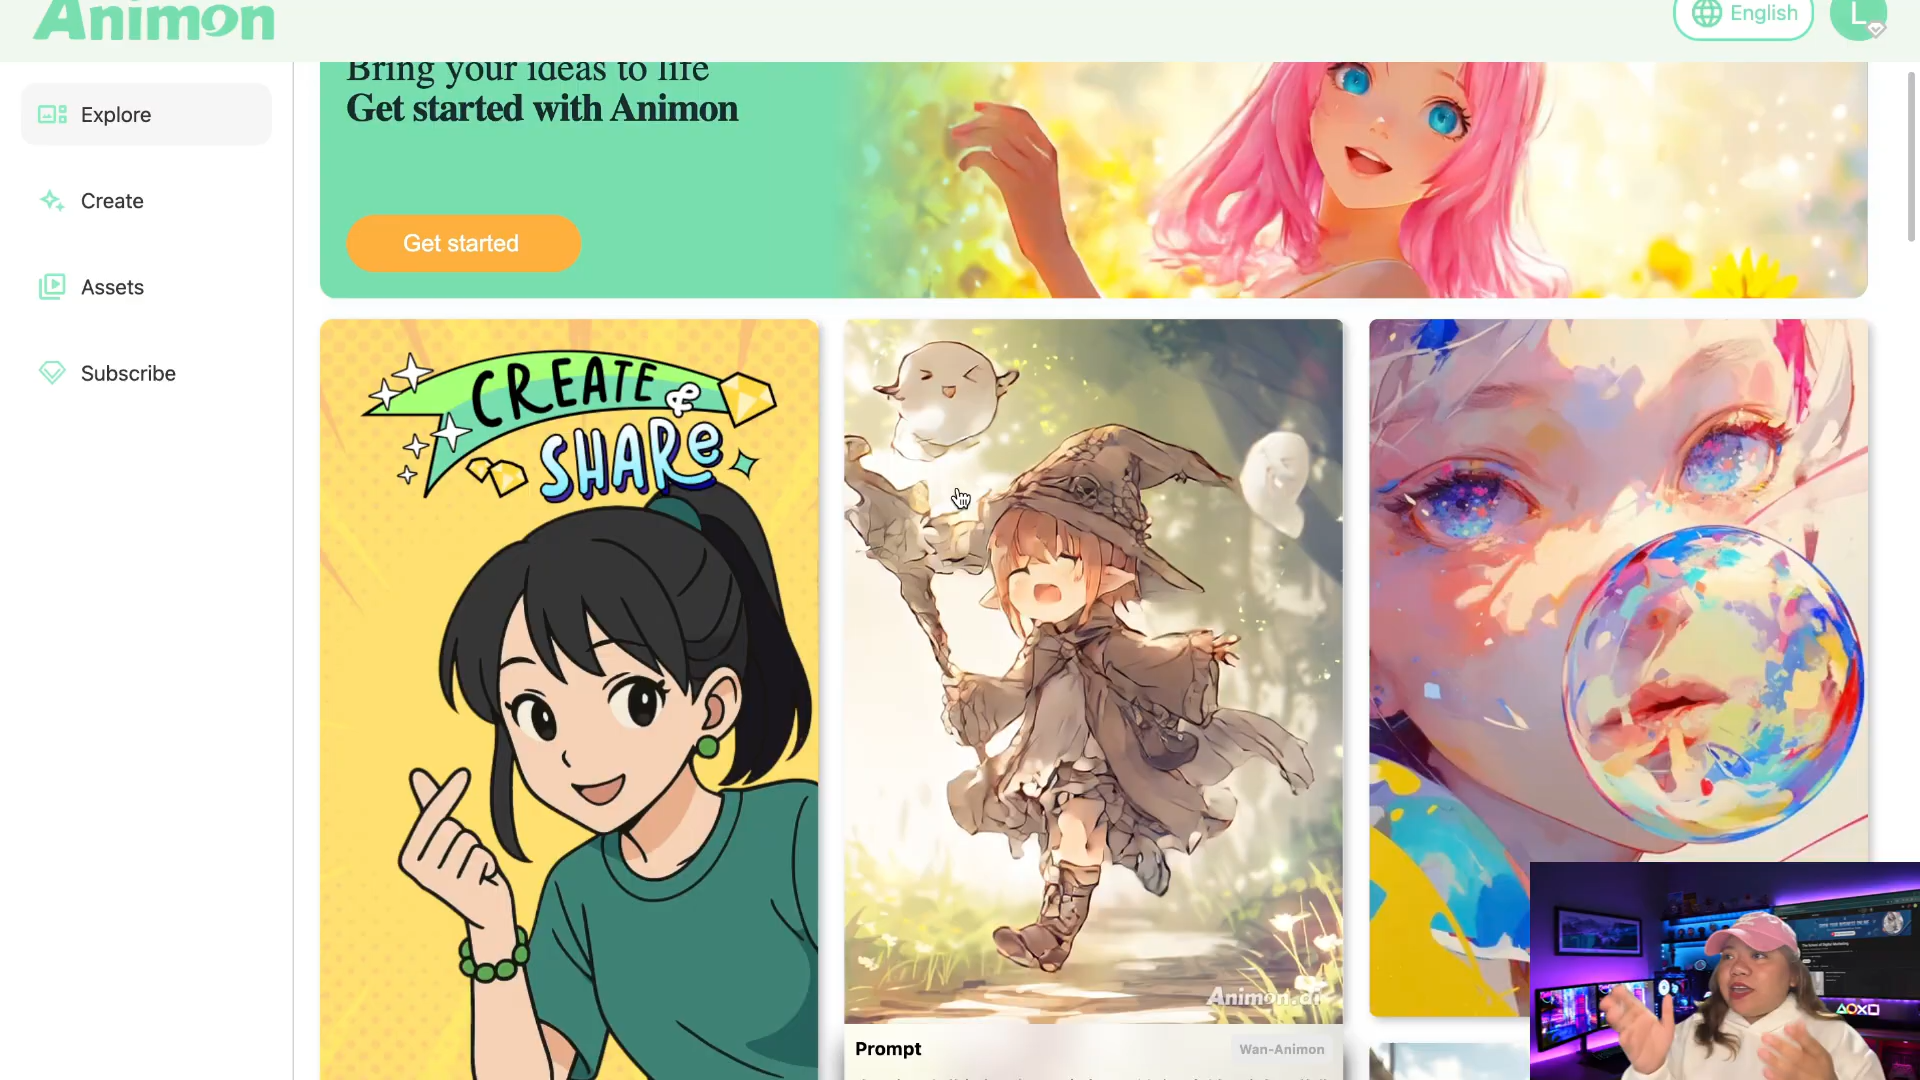 Animon
English
L
Explore
Create
Assets
Subscribe
Bring your ideas to life
Get started with Animon
Get started
CREATE &
SHARe
Animon.ai
Prompt
Wan-Animon